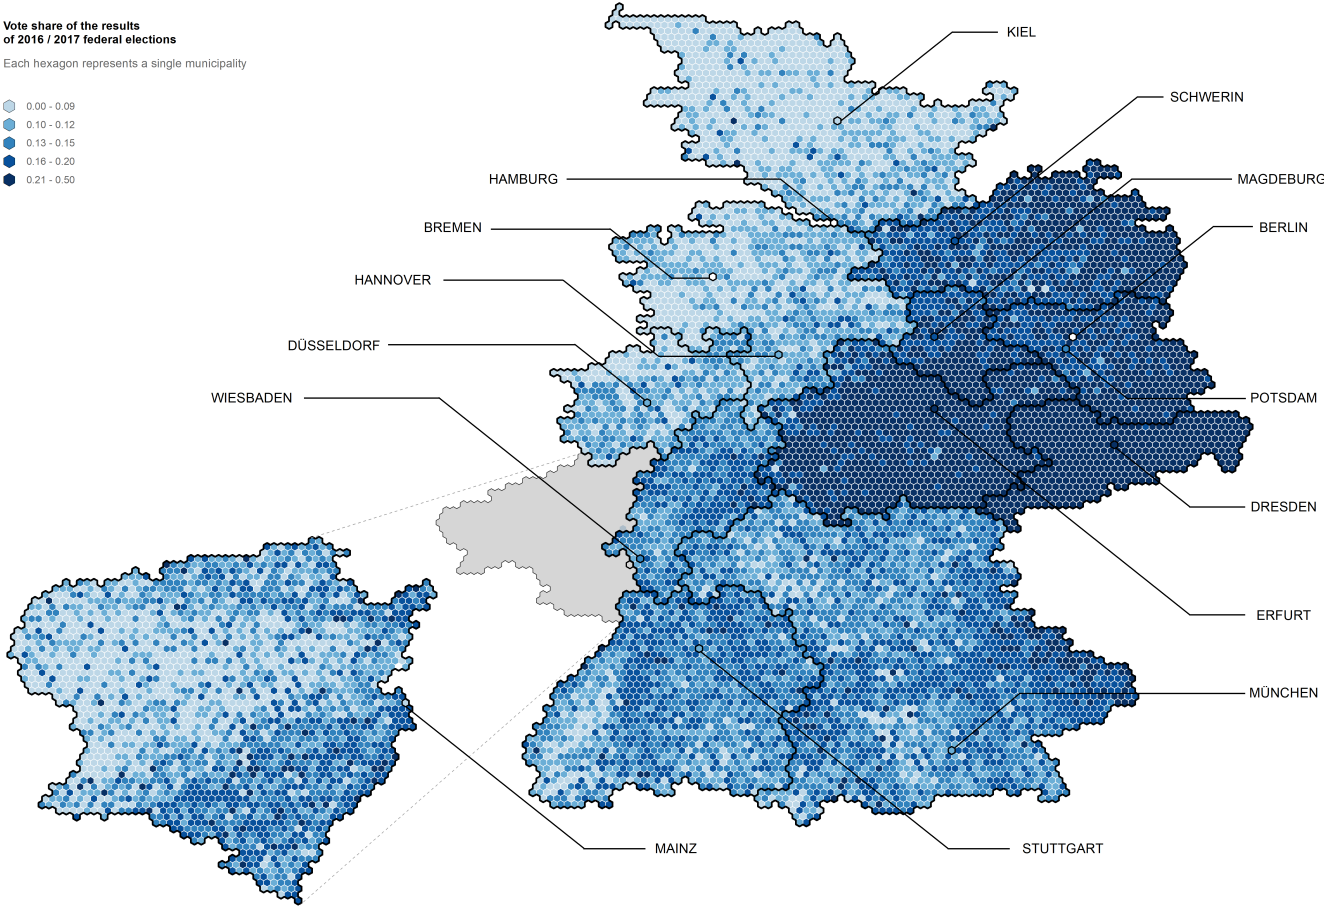 Vote share of the results
of 2016 / 2017 federal elections
Each hexagon represents a single municipality
0.00 - 0.09
0.10 - 0.12
0.13 - 0.15
0.16 - 0.20
0.21 - 0.50
KIEL
SCHWERIN
HAMBURG
MAGDEBURG
BREMEN
BERLIN
HANNOVER
DÜSSELDORF
WIESBADEN
POTSDAM
DRESDEN
ERFURT
MÜNCHEN
MAINZ
STUTTGART